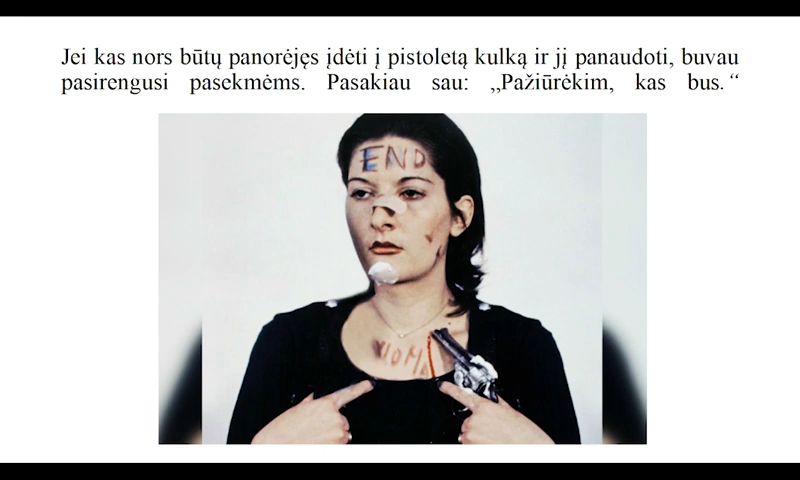 Jei kas nors būtų panorėjęs įdėti į pistoletą kulką ir jį panaudoti, buvau
pasirengusi pasekmėms. Pasakiau sau: „Pažiūrėkim, kas bus.“
END